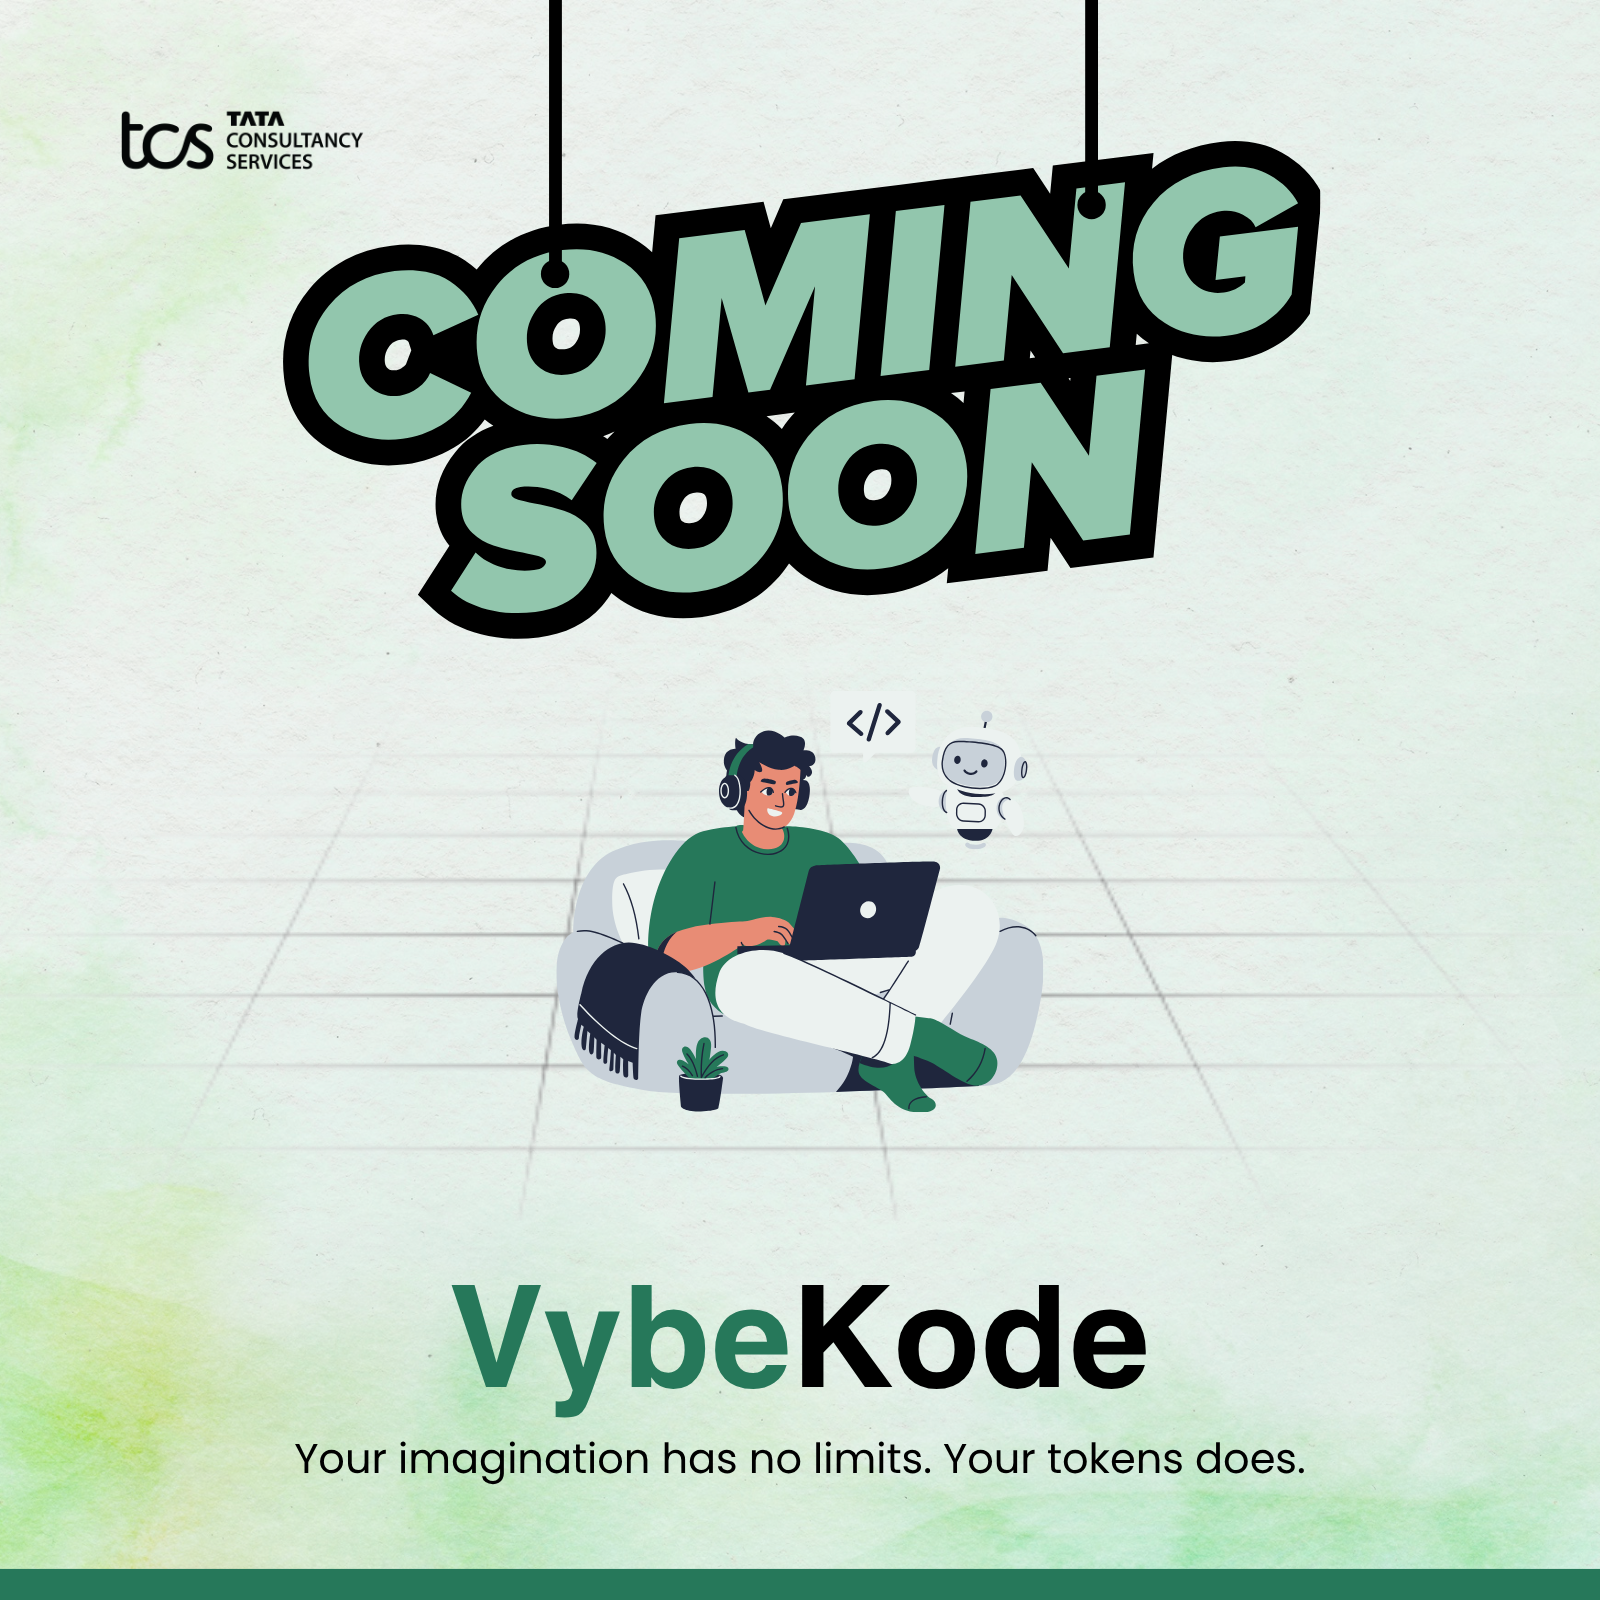 tcs
TATA
CONSULTANCY
SERVICES
COMING
SOON
</>
VybeKode
Your imagination has no limits. Your tokens does.